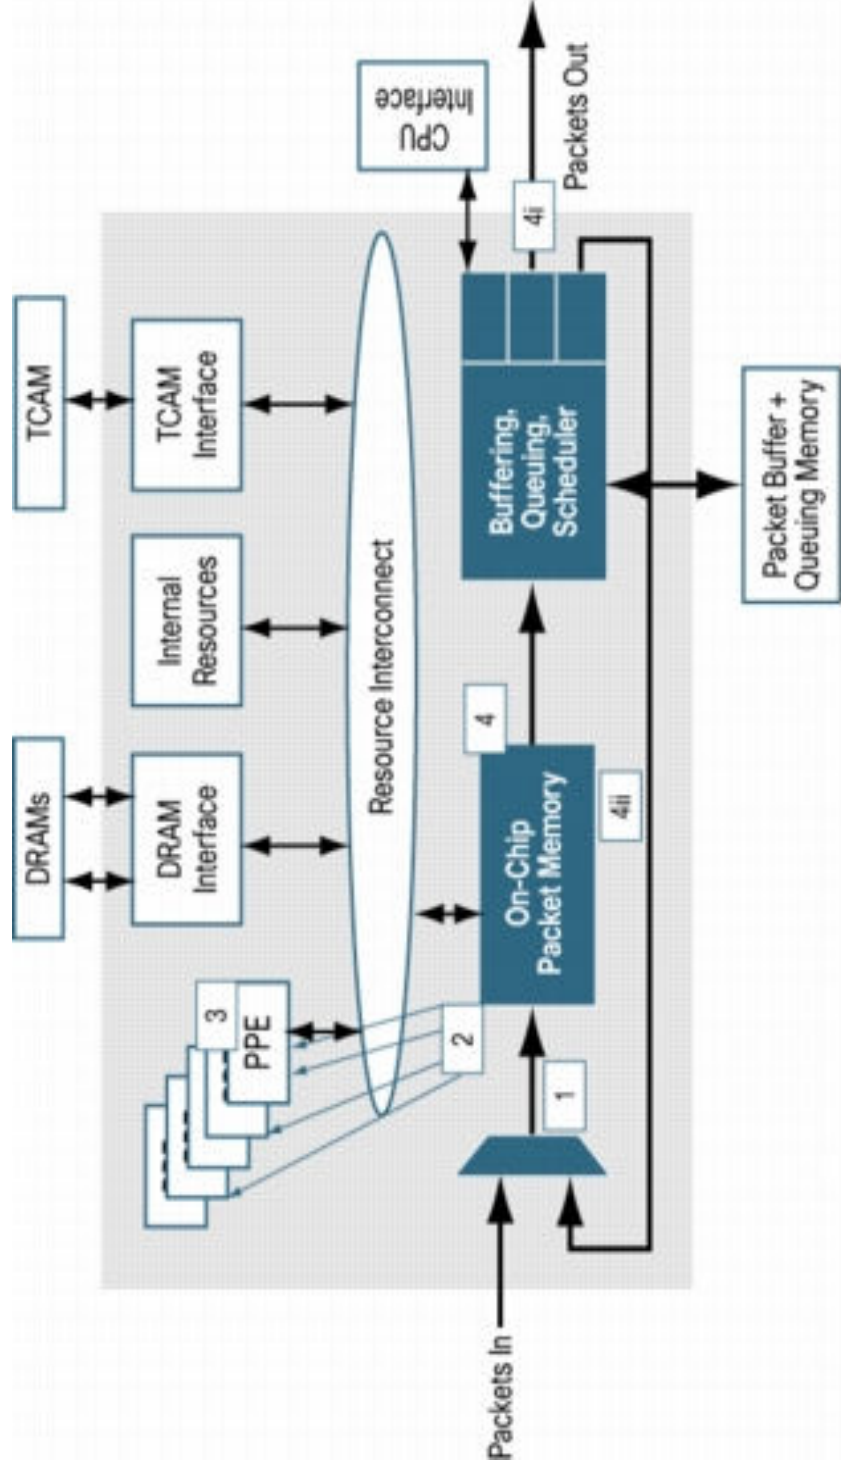 DRAMs
TCAM
DRAM
Interface
Internal
Resources
TCAM
Interface
3
PPE
Resource Interconnect
CPU
Interface
2
4
Packets In
1
On-Chip
Packet Memory
Buffering,
Queuing,
Scheduler
4ii
Packets Out
4ii
Packet Buffer +
Queuing Memory